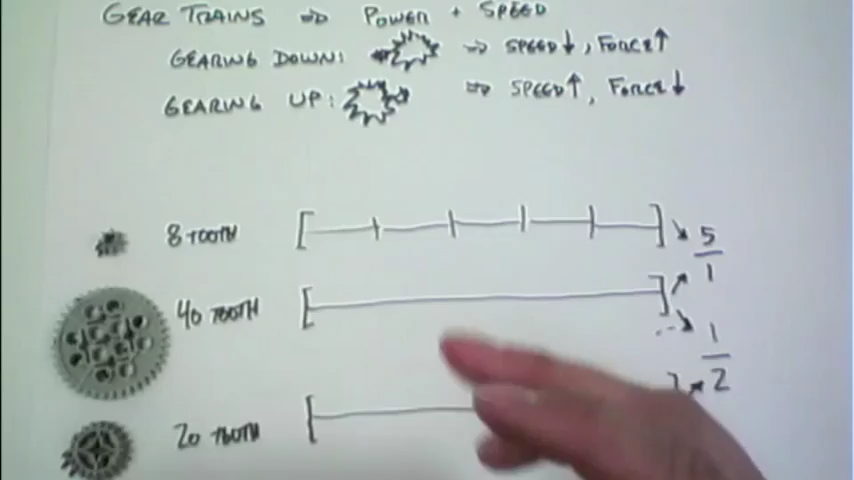 GEAR TRAINS ⇒ POWER + SPEED
GEARING DOWN: ⇒ SPEED↓, FORCE↑
GEARING UP: ⇒ SPEED↑, FORCE↓
8 TOOTH
5
1
40 TOOTH
1
2
20 TOOTH